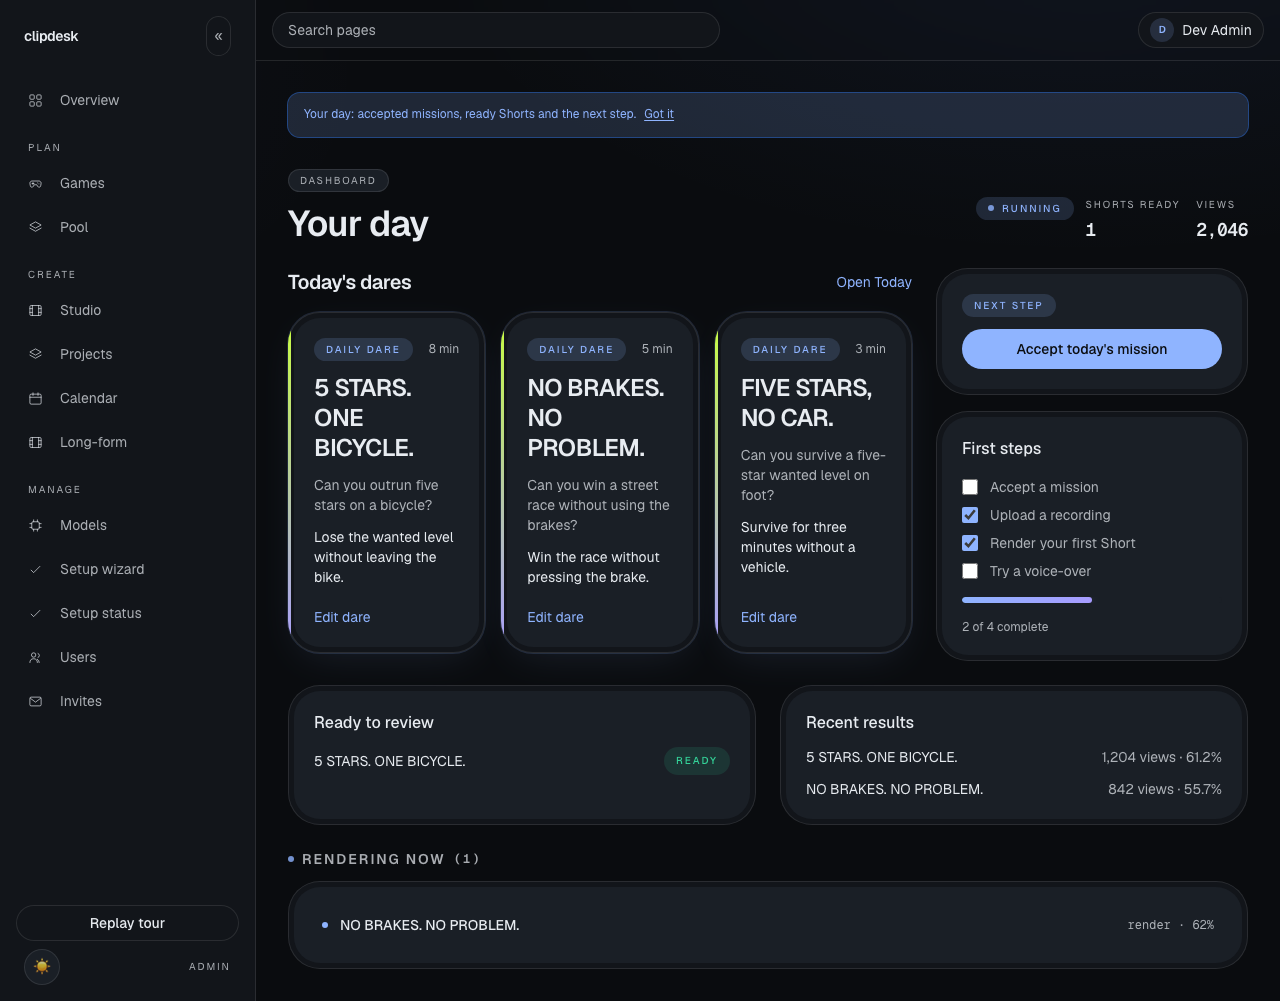 clipdesk
«
Search pages
D
Dev Admin
Overview
PLAN
Games
Pool
CREATE
Studio
Projects
Calendar
Long-form
MANAGE
Models
Setup wizard
Setup status
Users
Invites
Replay tour
ADMIN
Your day: accepted missions, ready Shorts and the next step. Got it
DASHBOARD
Your day
RUNNING
SHORTS READY
1
VIEWS
2,046
Today's dares
Open Today
DAILY DARE
8 min
5 STARS.
ONE
BICYCLE.
Can you outrun five
stars on a bicycle?
Lose the wanted level
without leaving the
bike.
Edit dare
DAILY DARE
5 min
NO BRAKES.
NO
PROBLEM.
Can you win a street
race without using the
brakes?
Win the race without
pressing the brake.
Edit dare
DAILY DARE
3 min
FIVE STARS,
NO CAR.
Can you survive a five-
star wanted level on
foot?
Survive for three
minutes without a
vehicle.
Edit dare
NEXT STEP
Accept today's mission
First steps
Accept a mission
Upload a recording
Render your first Short
Try a voice-over
2 of 4 complete
Ready to review
5 STARS. ONE BICYCLE.
READY
Recent results
5 STARS. ONE BICYCLE.
1,204 views · 61.2%
NO BRAKES. NO PROBLEM.
842 views · 55.7%
RENDERING NOW (1)
NO BRAKES. NO PROBLEM.
render · 62%